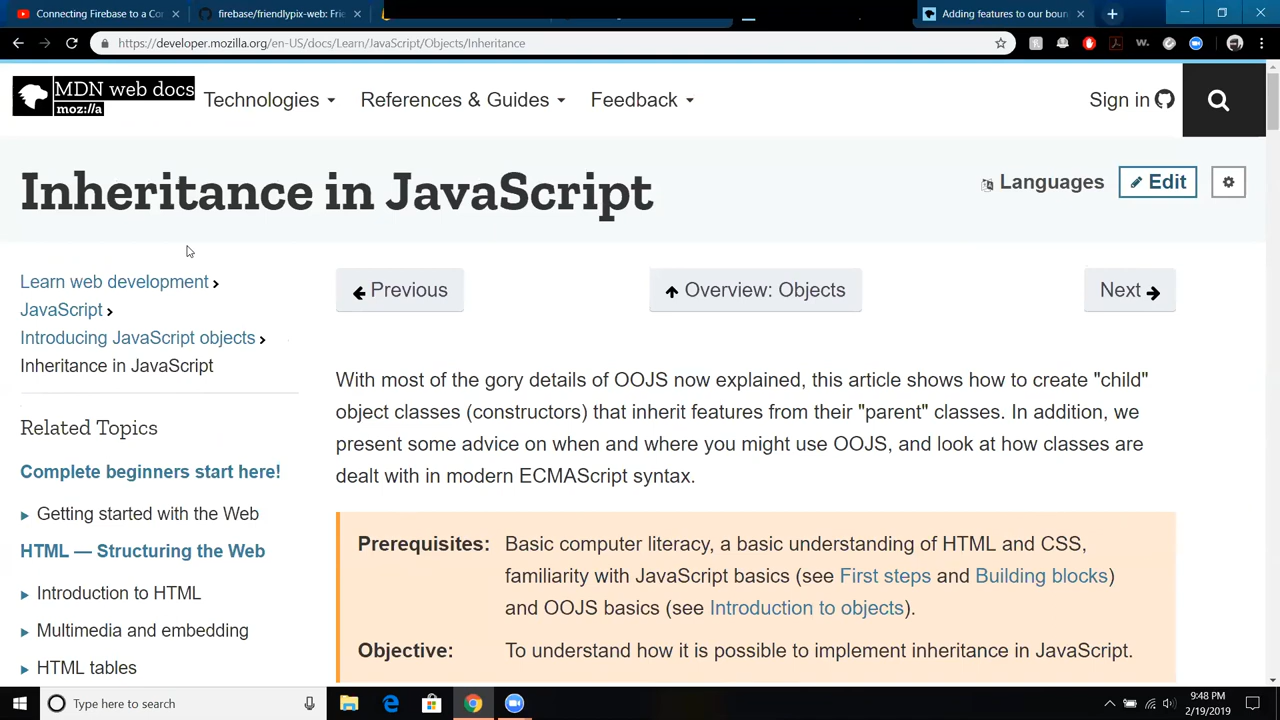 Connecting Firebase to a Co
firebase/friendlypix-web: Frie
Adding features to our boun
https://developer.mozilla.org/en-US/docs/Learn/JavaScript/Objects/Inheritance
MDN web docs
moz://a
Technologies
References & Guides
Feedback
Sign in
Inheritance in JavaScript
Languages
Edit
Learn web development
JavaScript
Introducing JavaScript objects
Inheritance in JavaScript
Previous
Overview: Objects
Next
With most of the gory details of OOJS now explained, this article shows how to create "child"
object classes (constructors) that inherit features from their "parent" classes. In addition, we
present some advice on when and where you might use OOJS, and look at how classes are
dealt with in modern ECMAScript syntax.
Related Topics
Complete beginners start here!
Getting started with the Web
HTML — Structuring the Web
Introduction to HTML
Multimedia and embedding
HTML tables
Prerequisites: Basic computer literacy, a basic understanding of HTML and CSS,
familiarity with JavaScript basics (see First steps and Building blocks)
and OOJS basics (see Introduction to objects).
Objective: To understand how it is possible to implement inheritance in JavaScript.
Type here to search
9:48 PM
2/19/2019